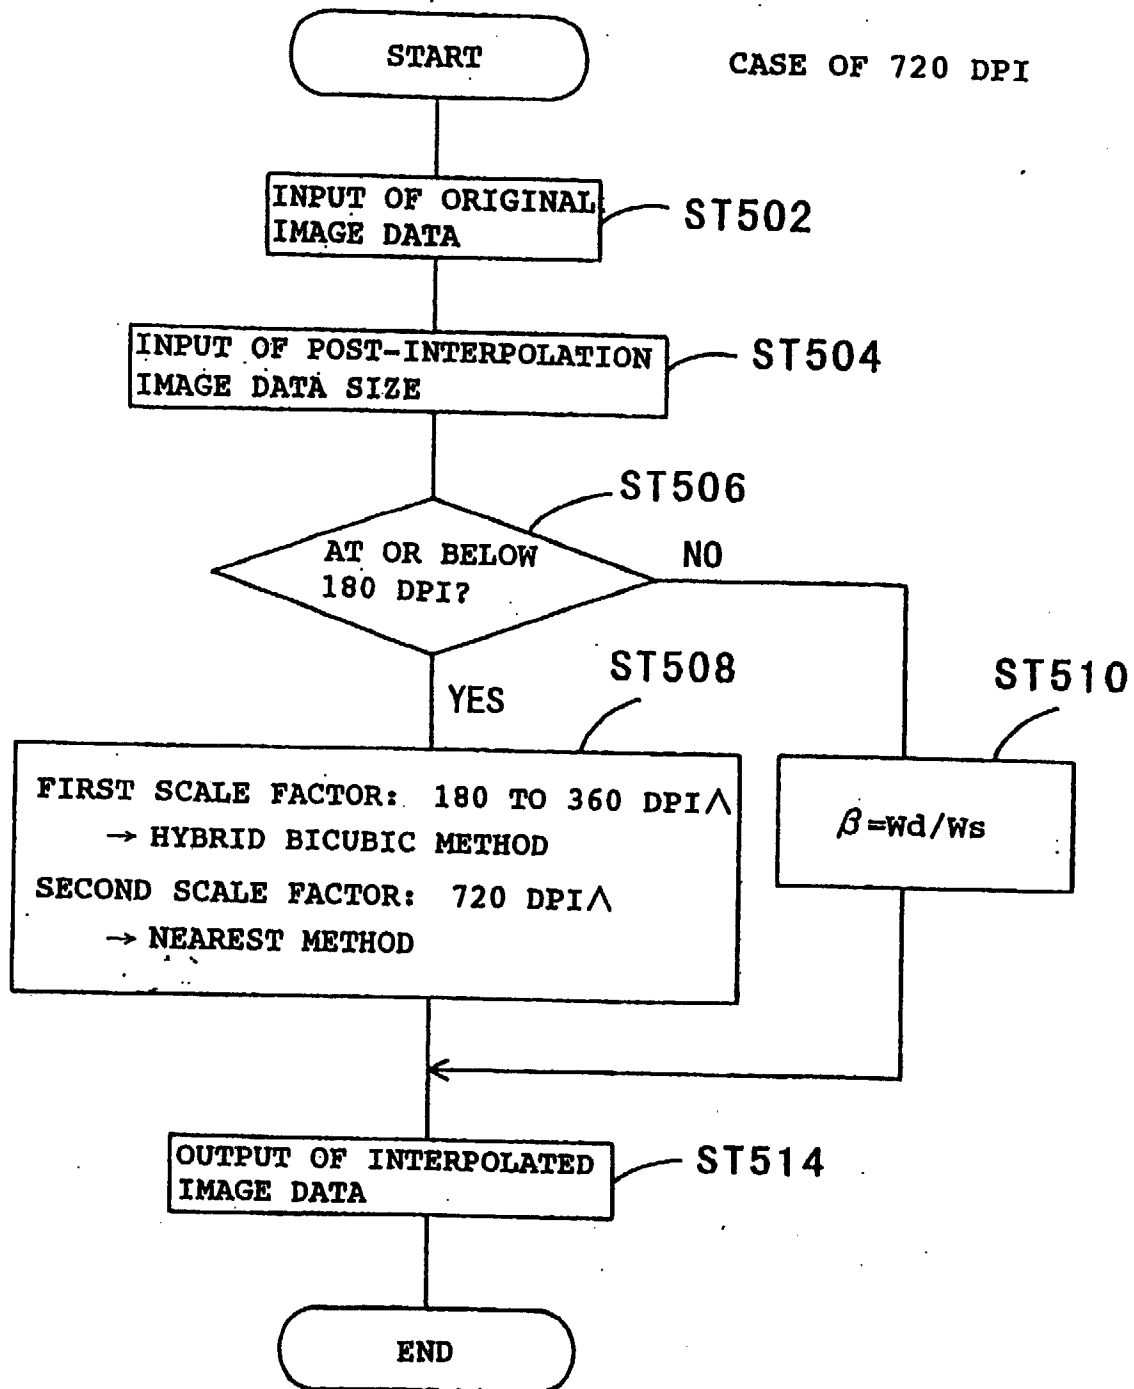 START
CASE OF 720 DPI
INPUT OF ORIGINAL
IMAGE DATA
ST502
INPUT OF POST-INTERPOLATION
IMAGE DATA SIZE
ST504
ST506
AT OR BELOW
180 DPI?
NO
YES
ST508
ST510
FIRST SCALE FACTOR: 180 TO 360 DPI∧
→ HYBRID BICUBIC METHOD
SECOND SCALE FACTOR: 720 DPI∧
→ NEAREST METHOD
β=Wd/Ws
OUTPUT OF INTERPOLATED
IMAGE DATA
ST514
END